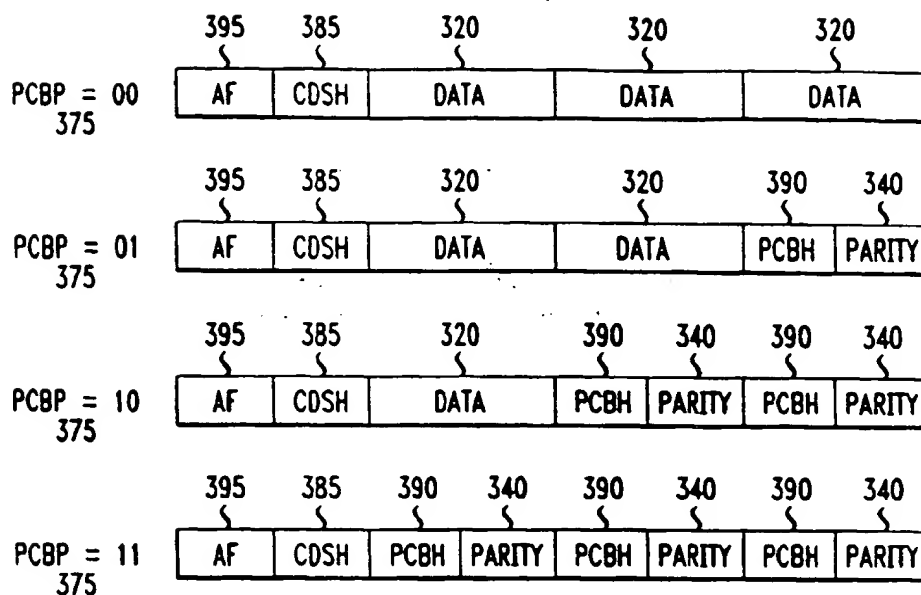 395 385 320 320 320
PCBP = 00 AF CDSH DATA DATA DATA
375
395 385 320 320 390 340
PCBP = 01 AF CDSH DATA DATA PCBH PARITY
375
395 385 320 390 340 390 340
PCBP = 10 AF CDSH DATA PCBH PARITY PCBH PARITY
375
395 385 390 340 390 340 390 340
PCBP = 11 AF CDSH PCBH PARITY PCBH PARITY PCBH PARITY
375